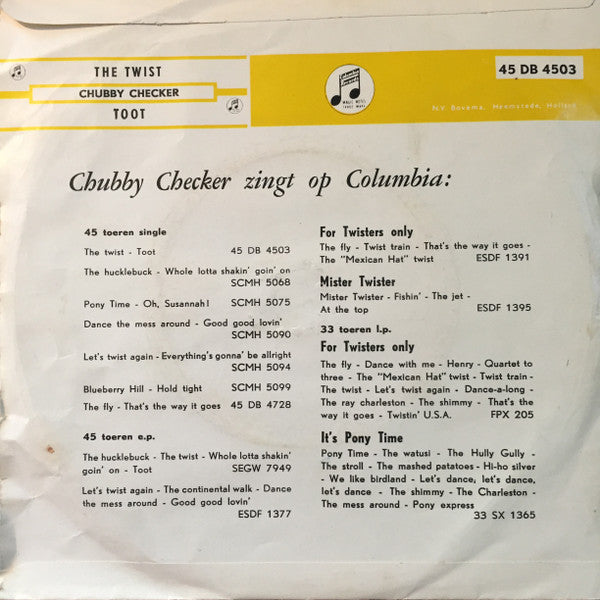 THE TWIST
CHUBBY CHECKER
TOOT
Columbia
Records
MAGIC NOTES
TRADE MARK
45 DB 4503
N.V. Bovema, Heemstede, Holland
Chubby Checker zingt op Columbia:
45 toeren single
The twist - Toot 45 DB 4503
The hucklebuck - Whole lotta shakin' goin' on
SCMH 5068
Pony Time - Oh, Susannah! SCMH 5075
Dance the mess around - Good good lovin'
SCMH 5090
Let's twist again - Everything's gonna' be allright
SCMH 5094
Blueberry Hill - Hold tight SCMH 5099
The fly - That's the way it goes 45 DB 4728
45 toeren e.p.
The hucklebuck - The twist - Whole lotta shakin'
goin' on - Toot SEGW 7949
Let's twist again - The continental walk - Dance
the mess around - Good good lovin'
ESDF 1377
For Twisters only
The fly - Twist train - That's the way it goes -
The "Mexican Hat" twist ESDF 1391
Mister Twister
Mister Twister - Fishin' - The jet -
At the top ESDF 1395
33 toeren l.p.
For Twisters only
The fly - Dance with me - Henry - Quartet to
three - The "Mexican Hat" twist - Twist train -
The twist - Let's twist again - Dance-a-long -
The ray charleston - The shimmy - That's the
way it goes - Twistin' U.S.A. FPX 205
It's Pony Time
Pony Time - The watusi - The Hully Gully -
The stroll - The mashed patatoes - Hi-ho silver
- We like birdland - Let's dance, let's dance,
let's dance - The shimmy - The Charleston -
The mess around - Pony express
33 SX 1365